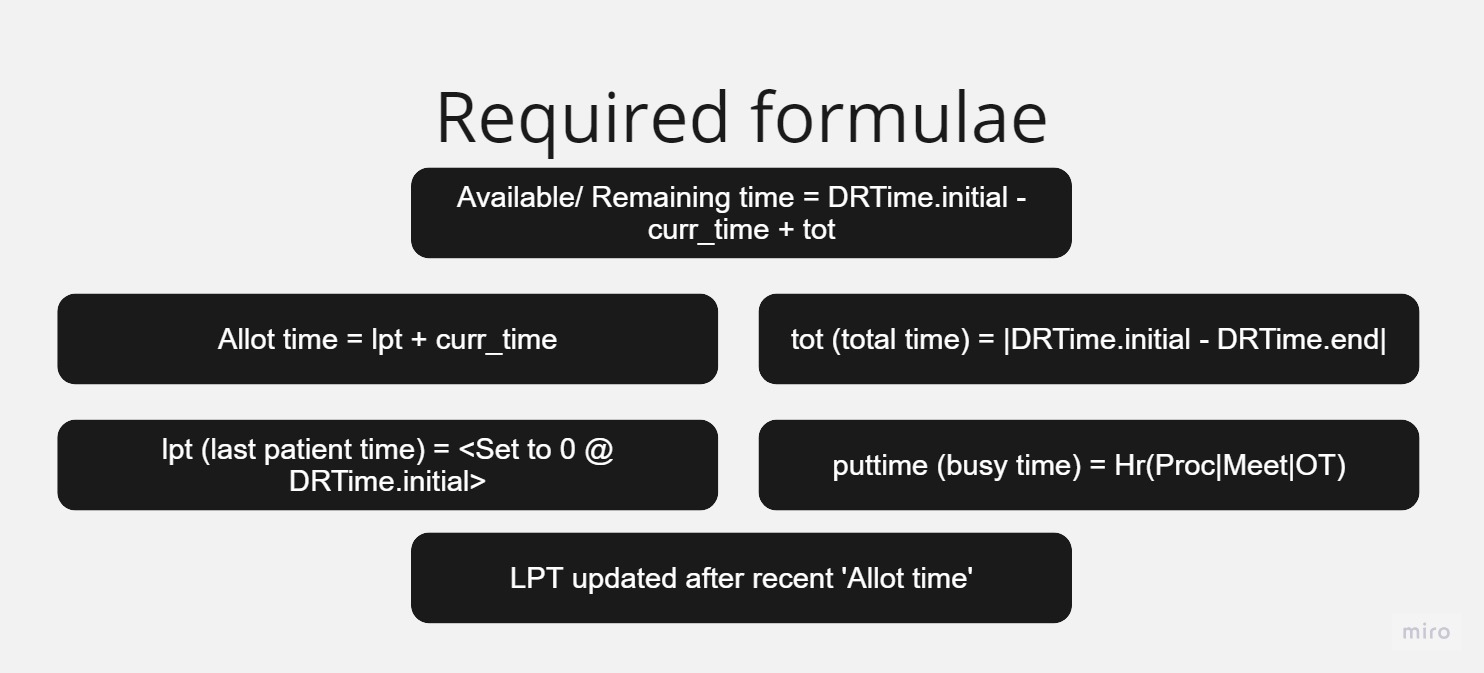 Required formulae
Available/ Remaining time = DRTime.initial -
curr_time + tot
Allot time = lpt + curr_time
tot (total time) = |DRTime.initial - DRTime.end|
lpt (last patient time) = <Set to 0 @
DRTime.initial>
puttime (busy time) = Hr(Proc|Meet|OT)
LPT updated after recent 'Allot time'
miro